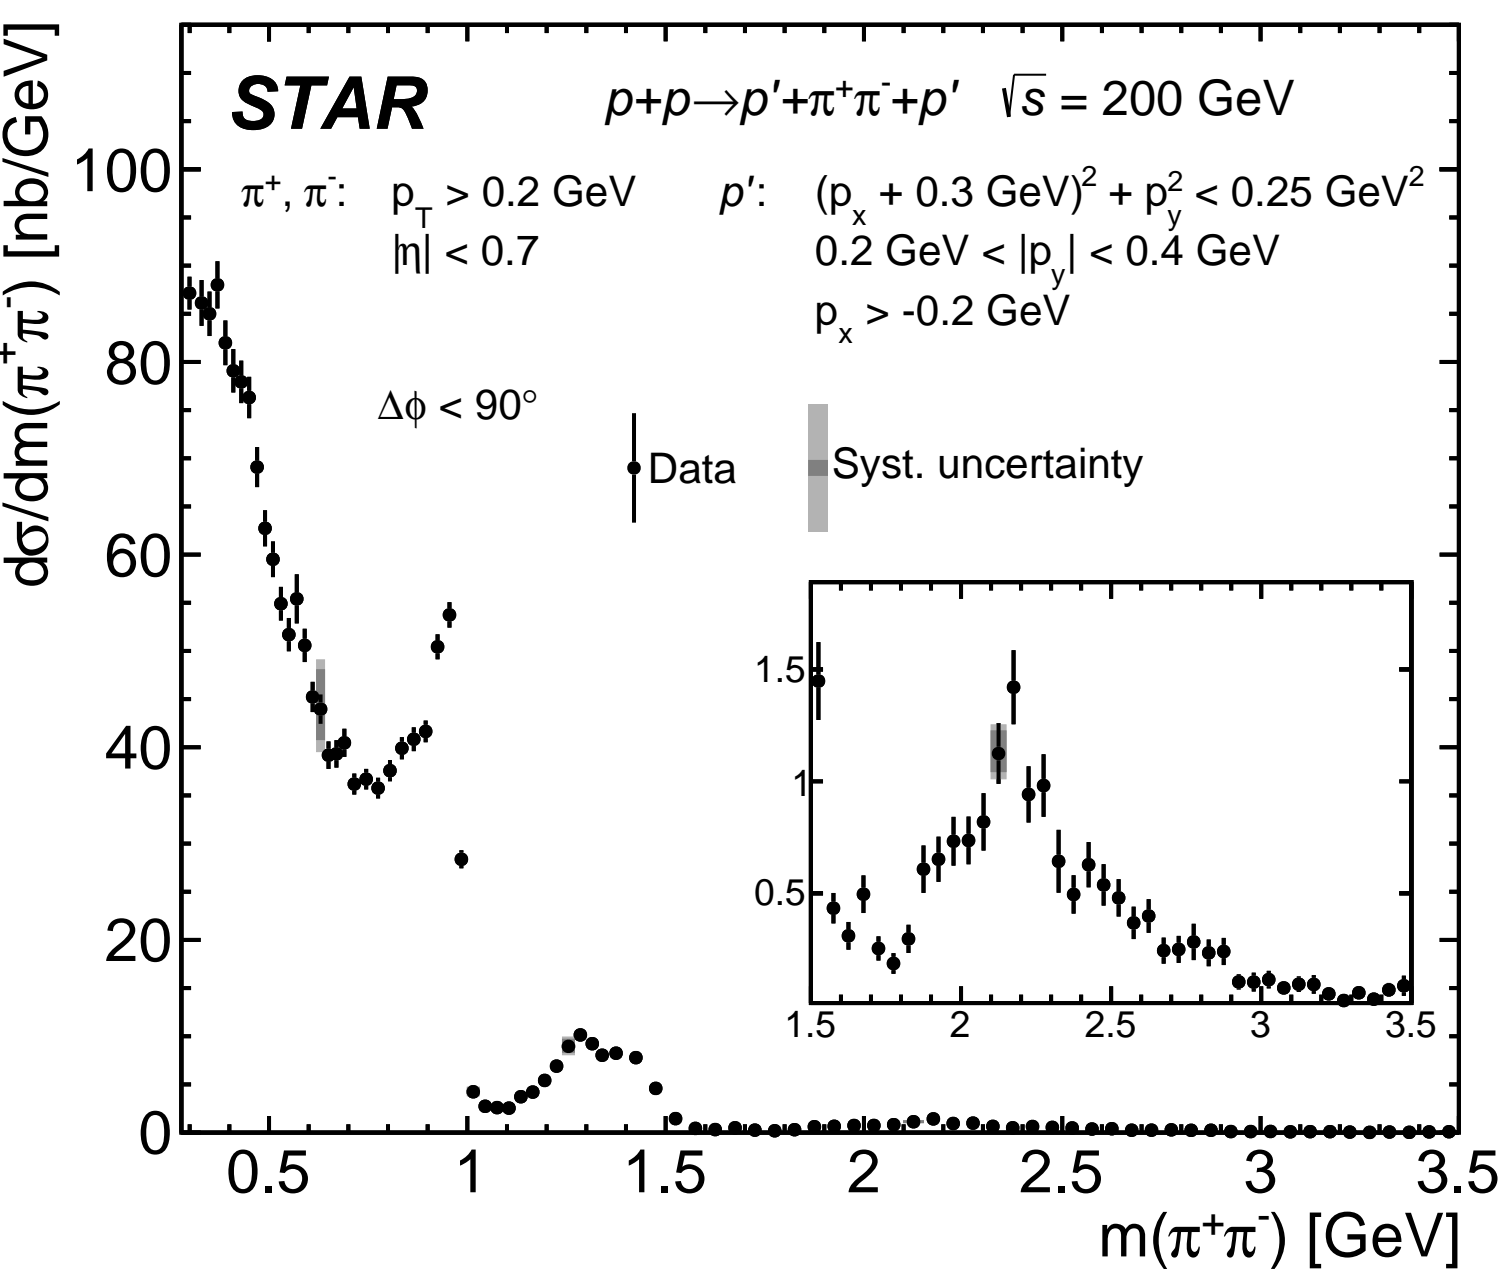 STAR p+p→p′+π⁺π⁻+p′ √s = 200 GeV
π⁺, π⁻: p_T > 0.2 GeV p′: (p_x + 0.3 GeV)² + p_y² < 0.25 GeV²
|η| < 0.7 0.2 GeV < |p_y| < 0.4 GeV
p_x > -0.2 GeV
Δϕ < 90°
Data Syst. uncertainty
dσ/dm(π⁺π⁻) [nb/GeV]
100
80
60
40
20
0
1.5
1
0.5
1.5 2 2.5 3 3.5
0.5 1 1.5 2 2.5 3 3.5
m(π⁺π⁻) [GeV]